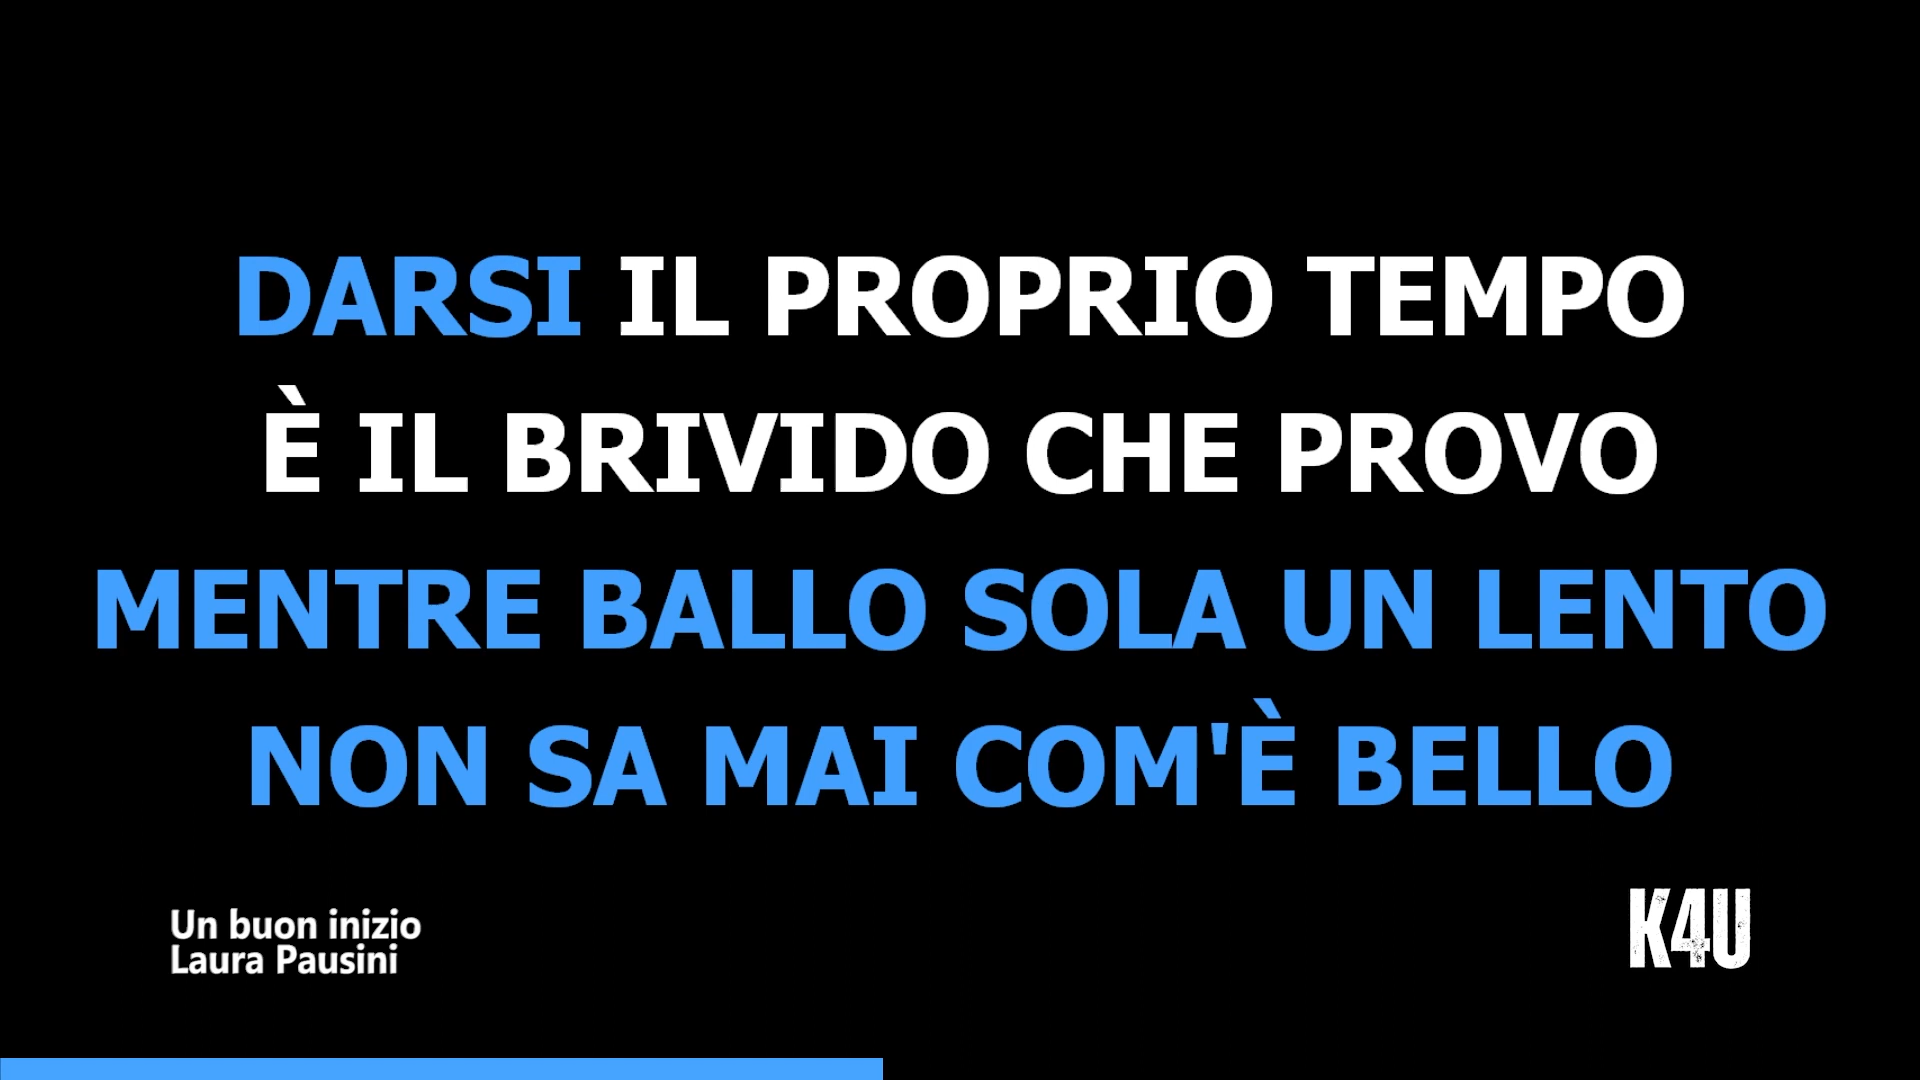 DARSI IL PROPRIO TEMPO
È IL BRIVIDO CHE PROVO
MENTRE BALLO SOLA UN LENTO
NON SA MAI COM'È BELLO
Un buon inizio
Laura Pausini
K4U